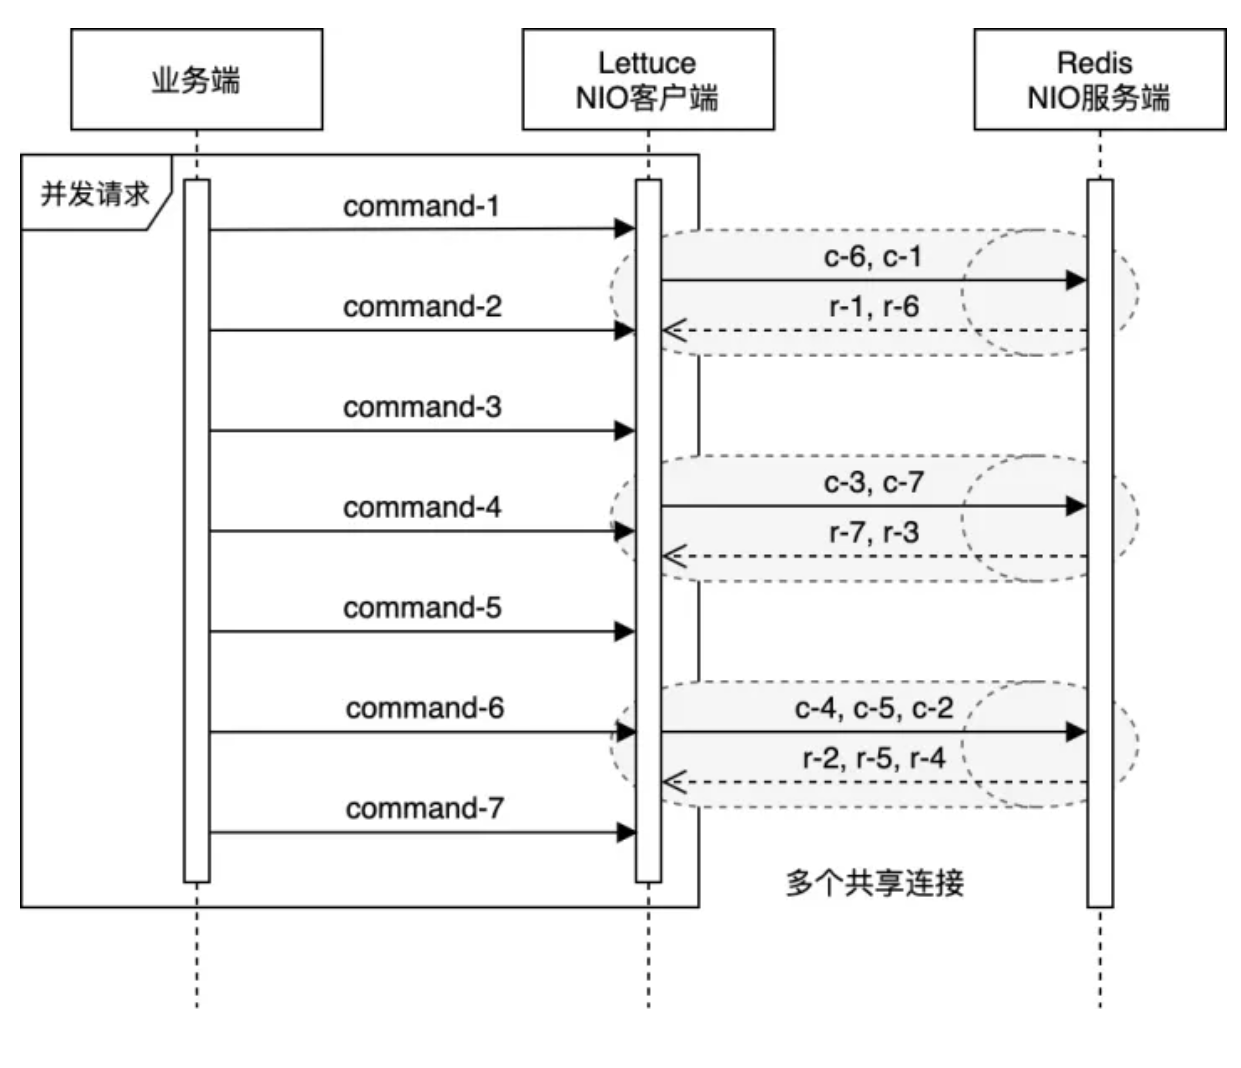 业务端
Lettuce
NIO客户端
Redis
NIO服务端
并发请求
command-1
c-6, c-1
command-2
r-1, r-6
command-3
c-3, c-7
command-4
r-7, r-3
command-5
command-6
c-4, c-5, c-2
r-2, r-5, r-4
command-7
多个共享连接